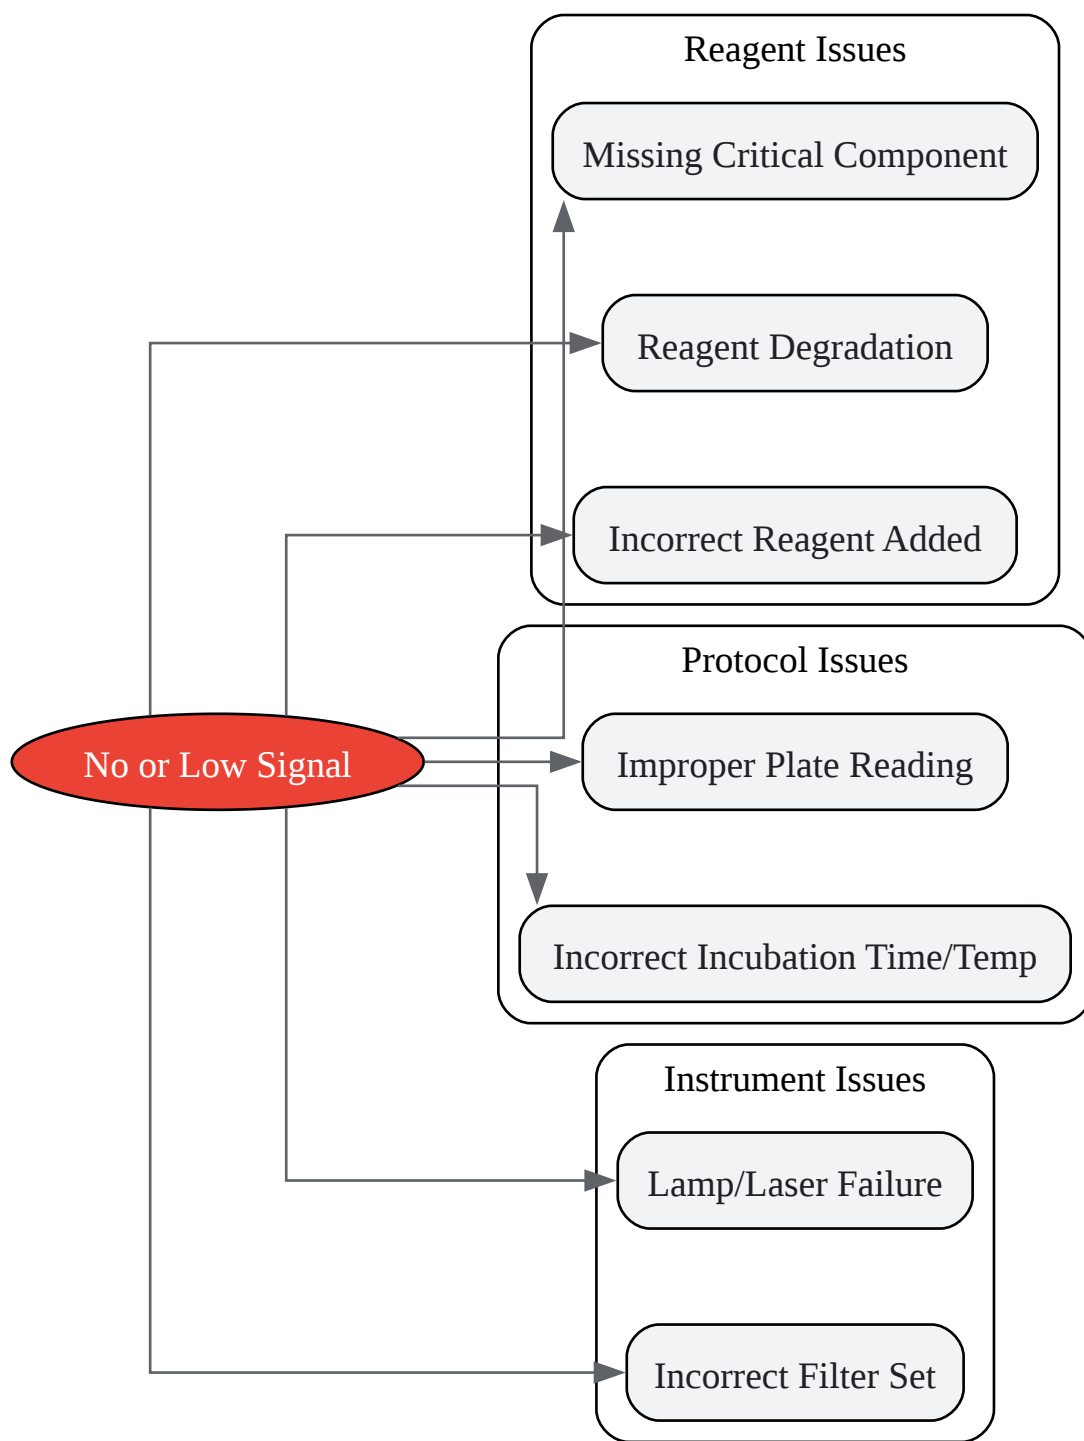 Reagent Issues
Missing Critical Component
Reagent Degradation
Incorrect Reagent Added
Protocol Issues
No or Low Signal
Improper Plate Reading
Incorrect Incubation Time/Temp
Instrument Issues
Lamp/Laser Failure
Incorrect Filter Set